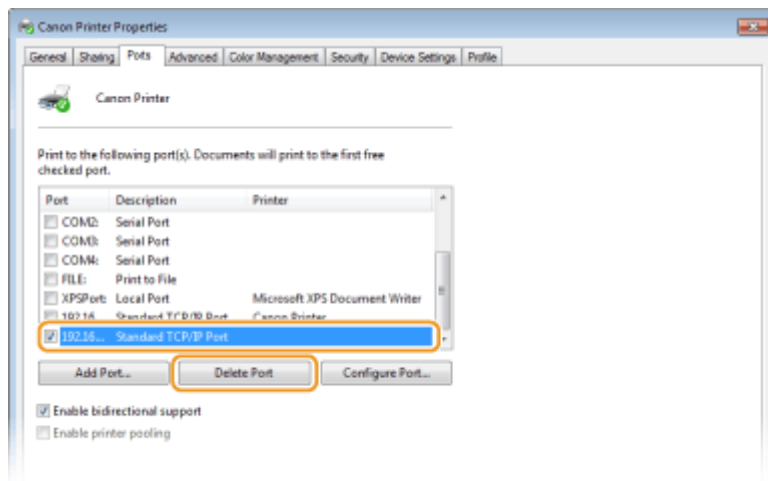 Canon Printer Properties
General Sharing Ports Advanced Color Management Security Device Settings Profile
Canon Printer
Print to the following port(s). Documents will print to the first free
checked port.
Port Description Printer
COM2: Serial Port
COM3: Serial Port
COM4: Serial Port
FILE: Print to File
XPSPort: Local Port Microsoft XPS Document Writer
192.16... Standard TCP/IP Port Canon Printer
192.16... Standard TCP/IP Port
Add Port... Delete Port Configure Port...
Enable bidirectional support
Enable printer pooling